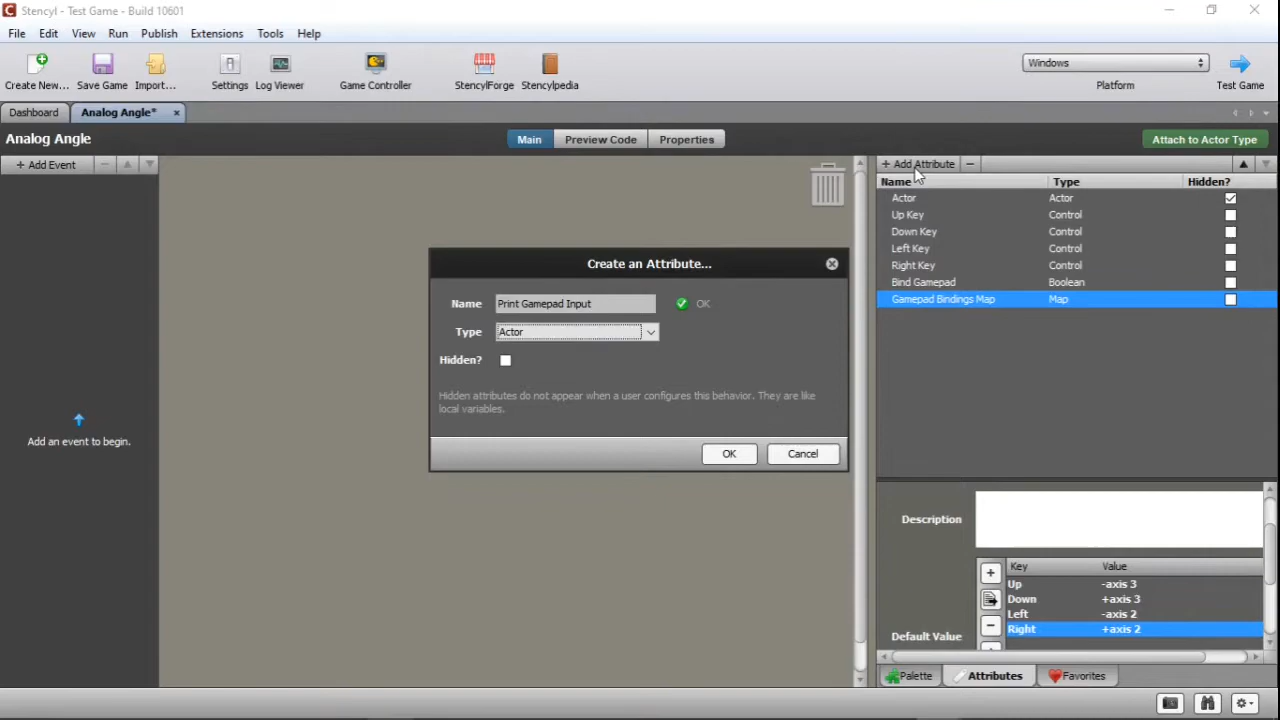 Stencyl - Test Game - Build 10601
File Edit View Run Publish Extensions Tools Help
Create New... Save Game Import... Settings Log Viewer Game Controller StencylForge Stencylpedia
Windows
Platform
Test Game
Dashboard Analog Angle*
Analog Angle
Main Preview Code Properties
Attach to Actor Type
+ Add Event
Add an event to begin.
+ Add Attribute
Name Type Hidden?
Actor Actor
Up Key Control
Down Key Control
Left Key Control
Right Key Control
Bind Gamepad Boolean
Gamepad Bindings Map Map
Create an Attribute...
Name Print Gamepad Input OK
Type Actor
Hidden?
Hidden attributes do not appear when a user configures this behavior. They are like
local variables.
OK Cancel
Description
Key Value
Up -axis 3
Down +axis 3
Left -axis 2
Right +axis 2
Default Value
Palette Attributes Favorites